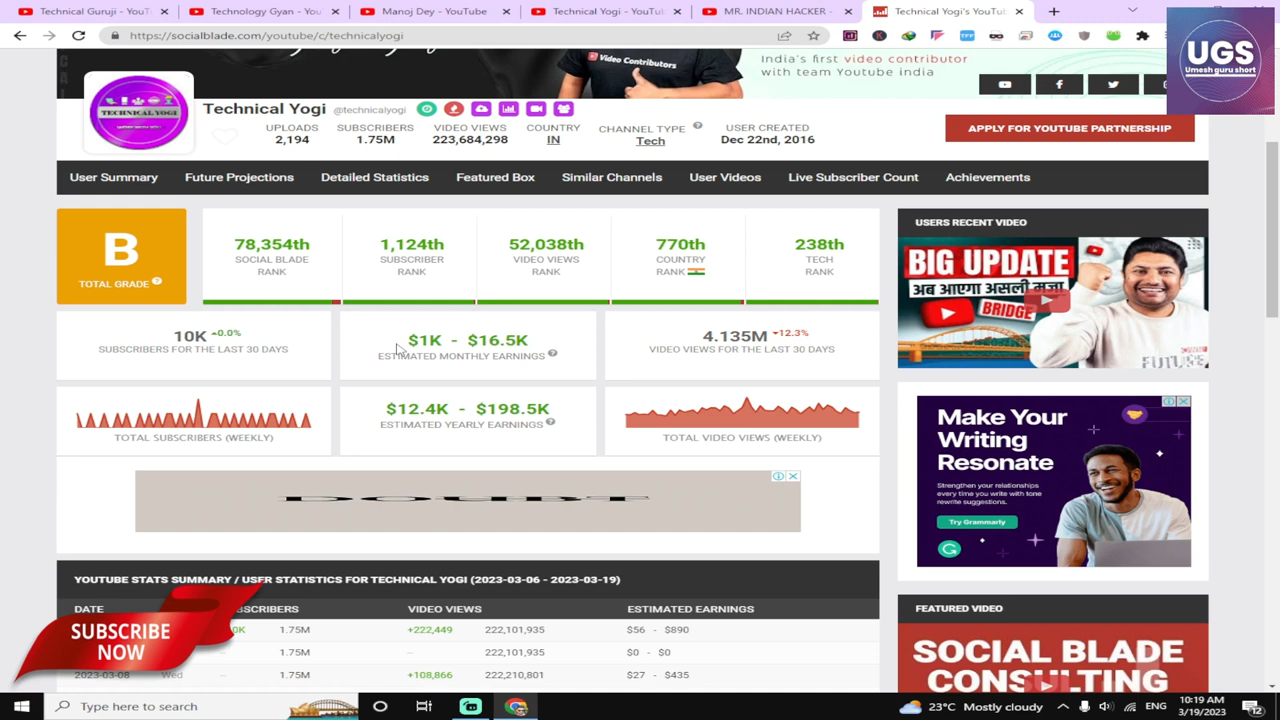 Technical Guruji - YouT
Technology Gyan - You
Manoj Dey - YouTube
Technical Yogi - YouTube
MR. INDIAN HACKER -
Technical Yogi's YouTub
https://socialblade.com/youtube/c/technicalyogi
UGS
Umesh guru short
Video Contributors
India's first video contributor
with team Youtube india
TECHNICAL YOGI
Technical Yogi @technicalyogi
UPLOADS
2,194
SUBSCRIBERS
1.75M
VIDEO VIEWS
223,684,298
COUNTRY
IN
CHANNEL TYPE
Tech
USER CREATED
Dec 22nd, 2016
APPLY FOR YOUTUBE PARTNERSHIP
User Summary
Future Projections
Detailed Statistics
Featured Box
Similar Channels
User Videos
Live Subscriber Count
Achievements
B
TOTAL GRADE
78,354th
SOCIAL BLADE
RANK
1,124th
SUBSCRIBER
RANK
52,038th
VIDEO VIEWS
RANK
770th
COUNTRY
RANK
238th
TECH
RANK
10K 0.0%
SUBSCRIBERS FOR THE LAST 30 DAYS
$1K - $16.5K
ESTIMATED MONTHLY EARNINGS
4.135M 12.3%
VIDEO VIEWS FOR THE LAST 30 DAYS
TOTAL SUBSCRIBERS (WEEKLY)
$12.4K - $198.5K
ESTIMATED YEARLY EARNINGS
TOTAL VIDEO VIEWS (WEEKLY)
USERS RECENT VIDEO
BIG UPDATE
अब आएगा असली मज़ा
BRIDGE
FUTURE
Make Your
Writing
Resonate
Strengthen your relationships
every time you write with tone
rewrite suggestions.
Try Grammarly
YOUTUBE STATS SUMMARY / USER STATISTICS FOR TECHNICAL YOGI (2023-03-06 - 2023-03-19)
DATE
SCRIBERS
VIDEO VIEWS
ESTIMATED EARNINGS
1.75M +222,449 222,101,935 $56 - $890
1.75M -- 222,101,935 $0 - $0
2023-03-08 Wed -- 1.75M +108,866 222,210,801 $27 - $435
SUBSCRIBE
NOW
FEATURED VIDEO
SOCIAL BLADE
CONSULTING
Type here to search
23°C Mostly cloudy
ENG
10:19 AM
3/19/2023
12